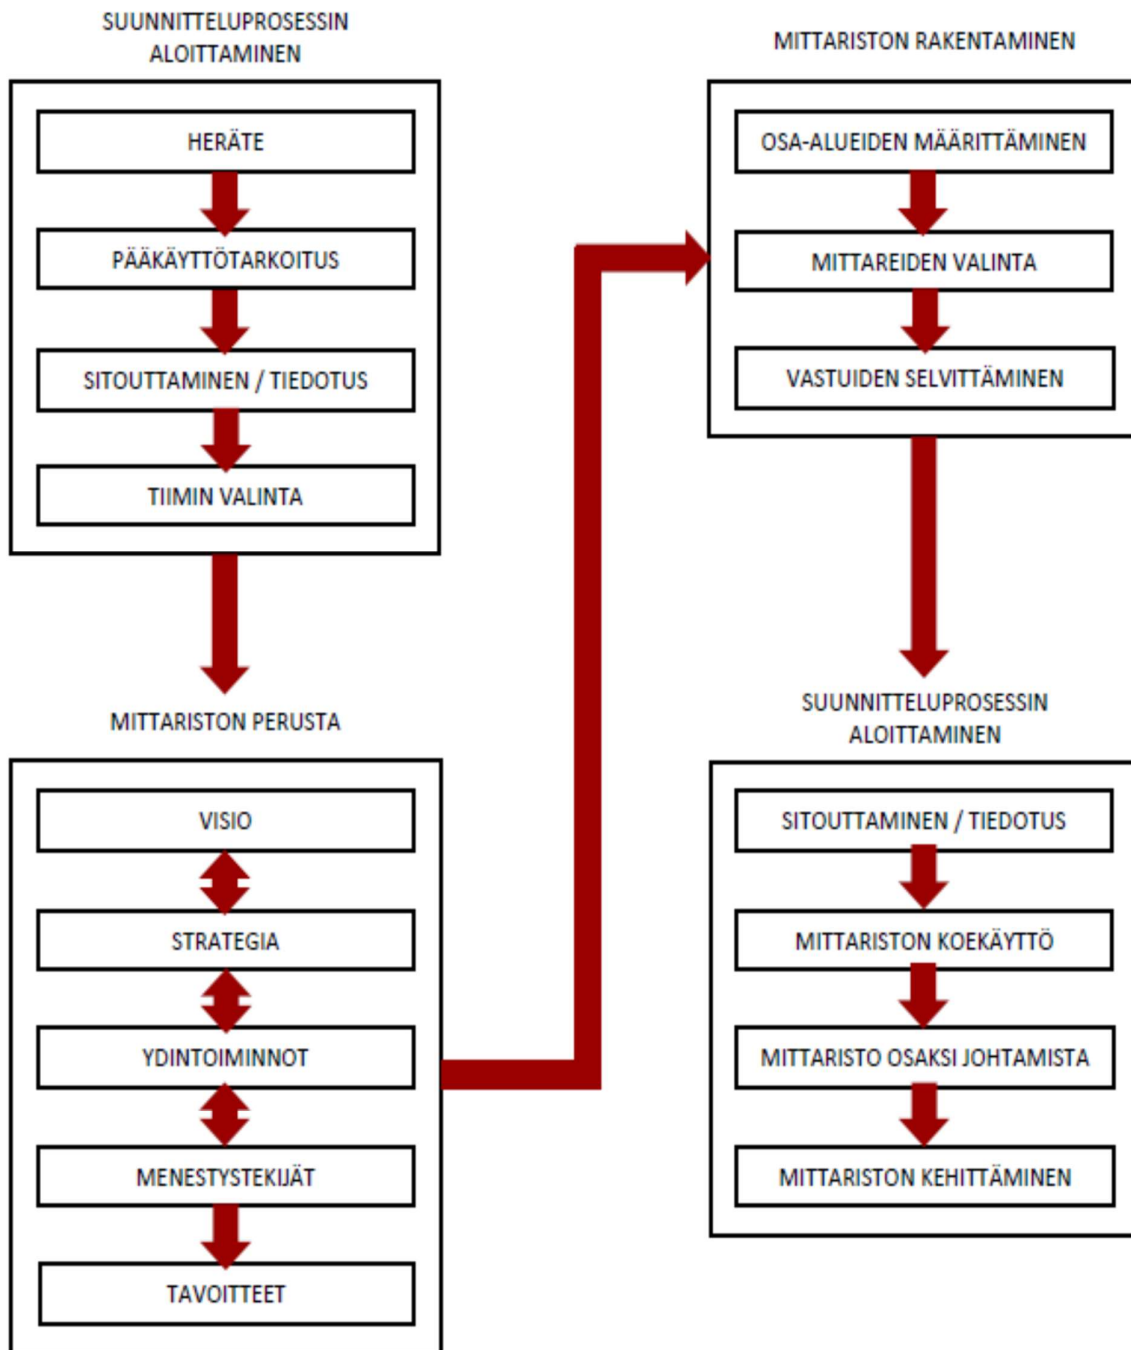 SUUNNITTELUPROSESSIN
ALOITTAMINEN
HERÄTE
PÄÄKÄYTTÖTARKOITUS
SITOUTTAMINEN / TIEDOTUS
TIIMIN VALINTA
MITTARISTON PERUSTA
VISIO
STRATEGIA
YDINTOIMINNOT
MENESTYSTEKIJÄT
TAVOITTEET
MITTARISTON RAKENTAMINEN
OSA-ALUEIDEN MÄÄRITTÄMINEN
MITTAREIDEN VALINTA
VASTUIDEN SELVITTÄMINEN
SUUNNITTELUPROSESSIN
ALOITTAMINEN
SITOUTTAMINEN / TIEDOTUS
MITTARISTON KOEKÄYTTÖ
MITTARISTO OSAKSI JOHTAMISTA
MITTARISTON KEHITTÄMINEN